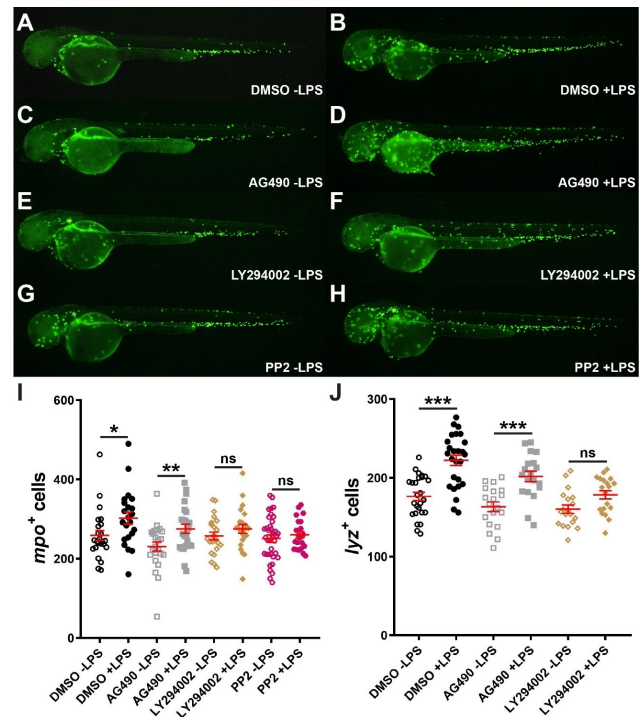 A
DMSO -LPS
B
DMSO +LPS
C
AG490 -LPS
D
AG490 +LPS
E
LY294002 -LPS
F
LY294002 +LPS
G
PP2 -LPS
H
PP2 +LPS
I
mpo+ cells
600
400
200
0
*
**
ns
ns
DMSO -LPS
DMSO +LPS
AG490 -LPS
AG490 +LPS
LY294002 -LPS
LY294002 +LPS
PP2 -LPS
PP2 +LPS
J
lyz+ cells
300
200
100
0
***
***
ns
DMSO -LPS
DMSO +LPS
AG490 -LPS
AG490 +LPS
LY294002 -LPS
LY294002 +LPS